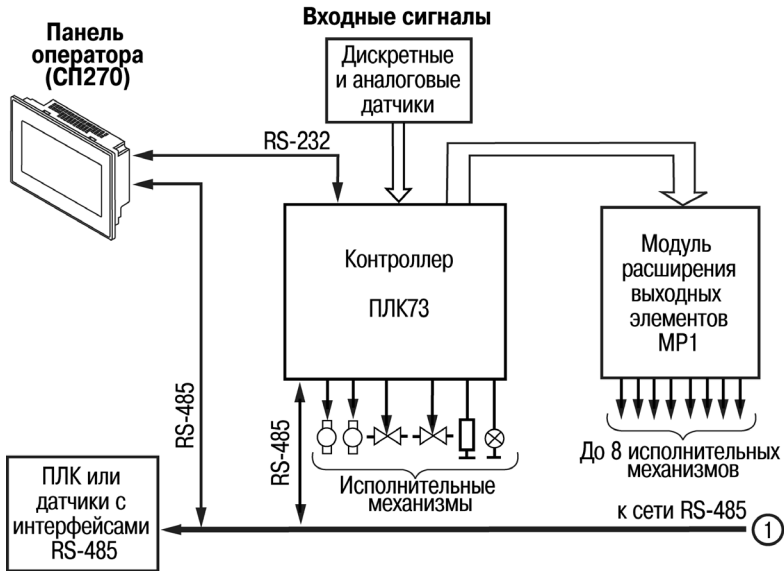 Входные сигналы
Панель
оператора
(СП270)
Дискретные
и аналоговые
датчики
RS-232
Контроллер
ПЛК73
Модуль
расширения
выходных
элементов
МР1
RS-485
RS-485
Исполнительные
механизмы
До 8 исполнительных
механизмов
ПЛК или
датчики с
интерфейсами
RS-485
к сети RS-485
1